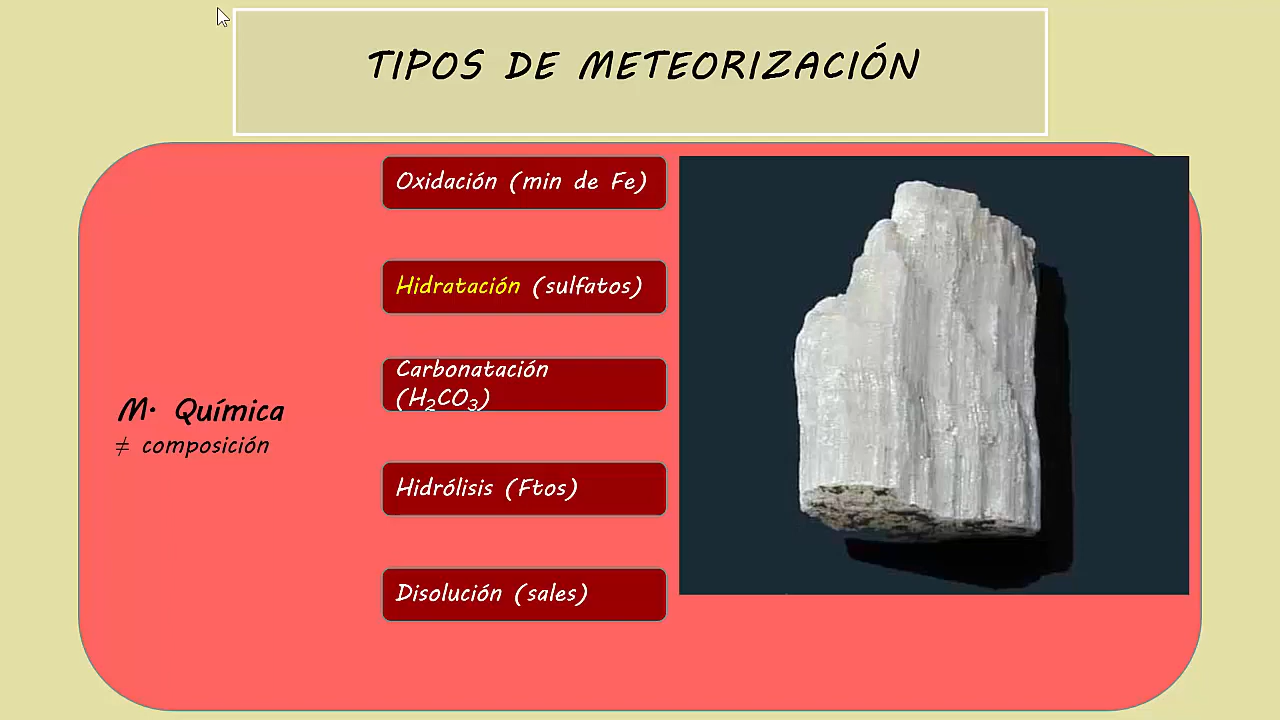 TIPOS DE METEORIZACIÓN
Oxidación (min de Fe)
Hidratación (sulfatos)
Carbonatación
(H₂CO₃)
M. Química
≠ composición
Hidrólisis (Ftos)
Disolución (sales)